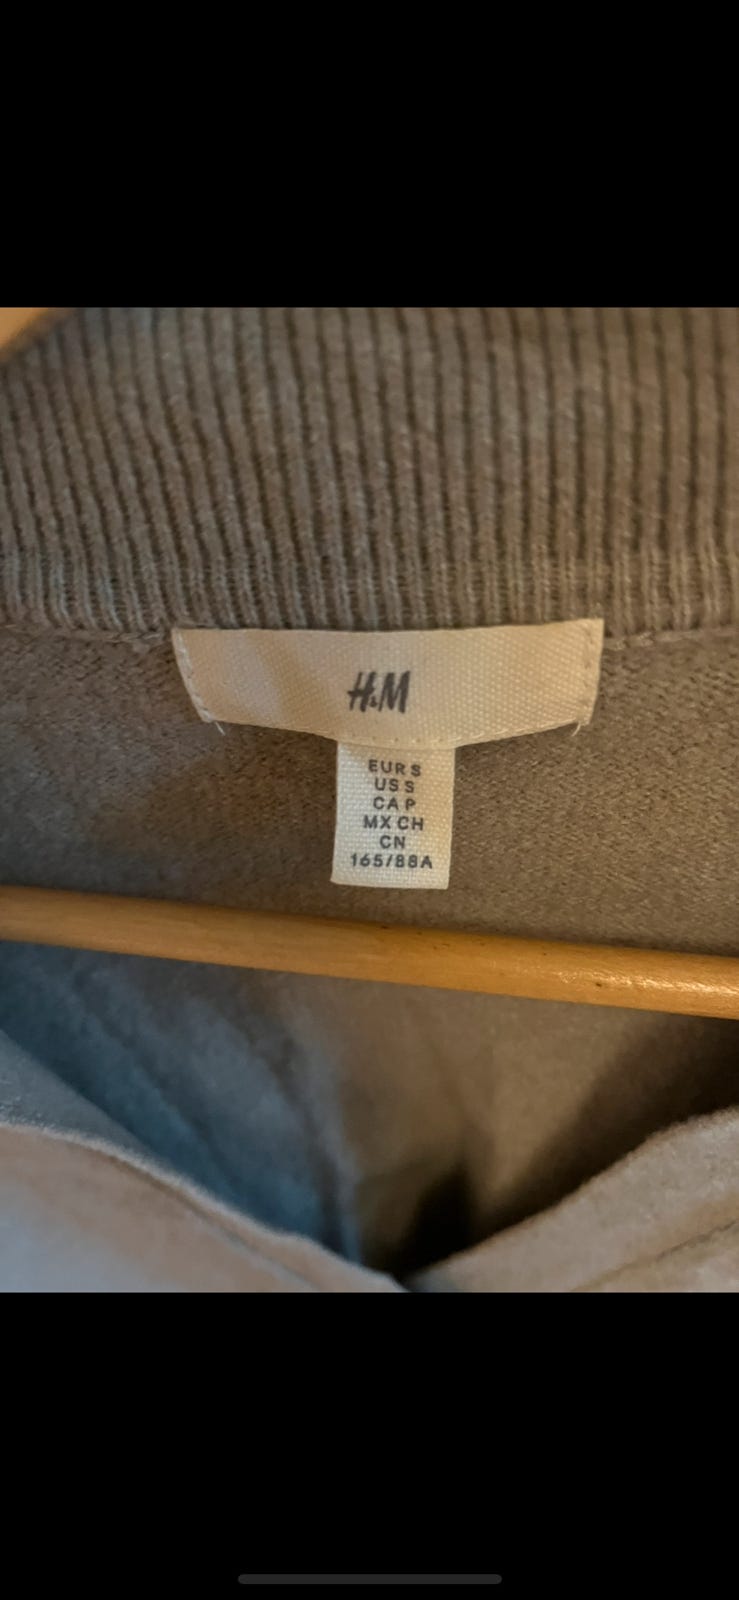 H&M
EUR S
US S
CA P
MX CH
CN
165/88A